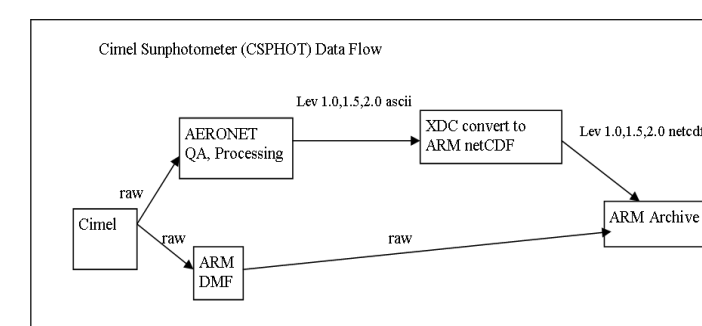 Cimel Sunphotometer (CSPHOT) Data Flow
Lev 1.0,1.5,2.0 ascii
AERONET
QA, Processing
XDC convert to
ARM netCDF
Lev 1.0,1.5,2.0 netcdf
raw
Cimel
raw
ARM
DMF
raw
ARM Archive